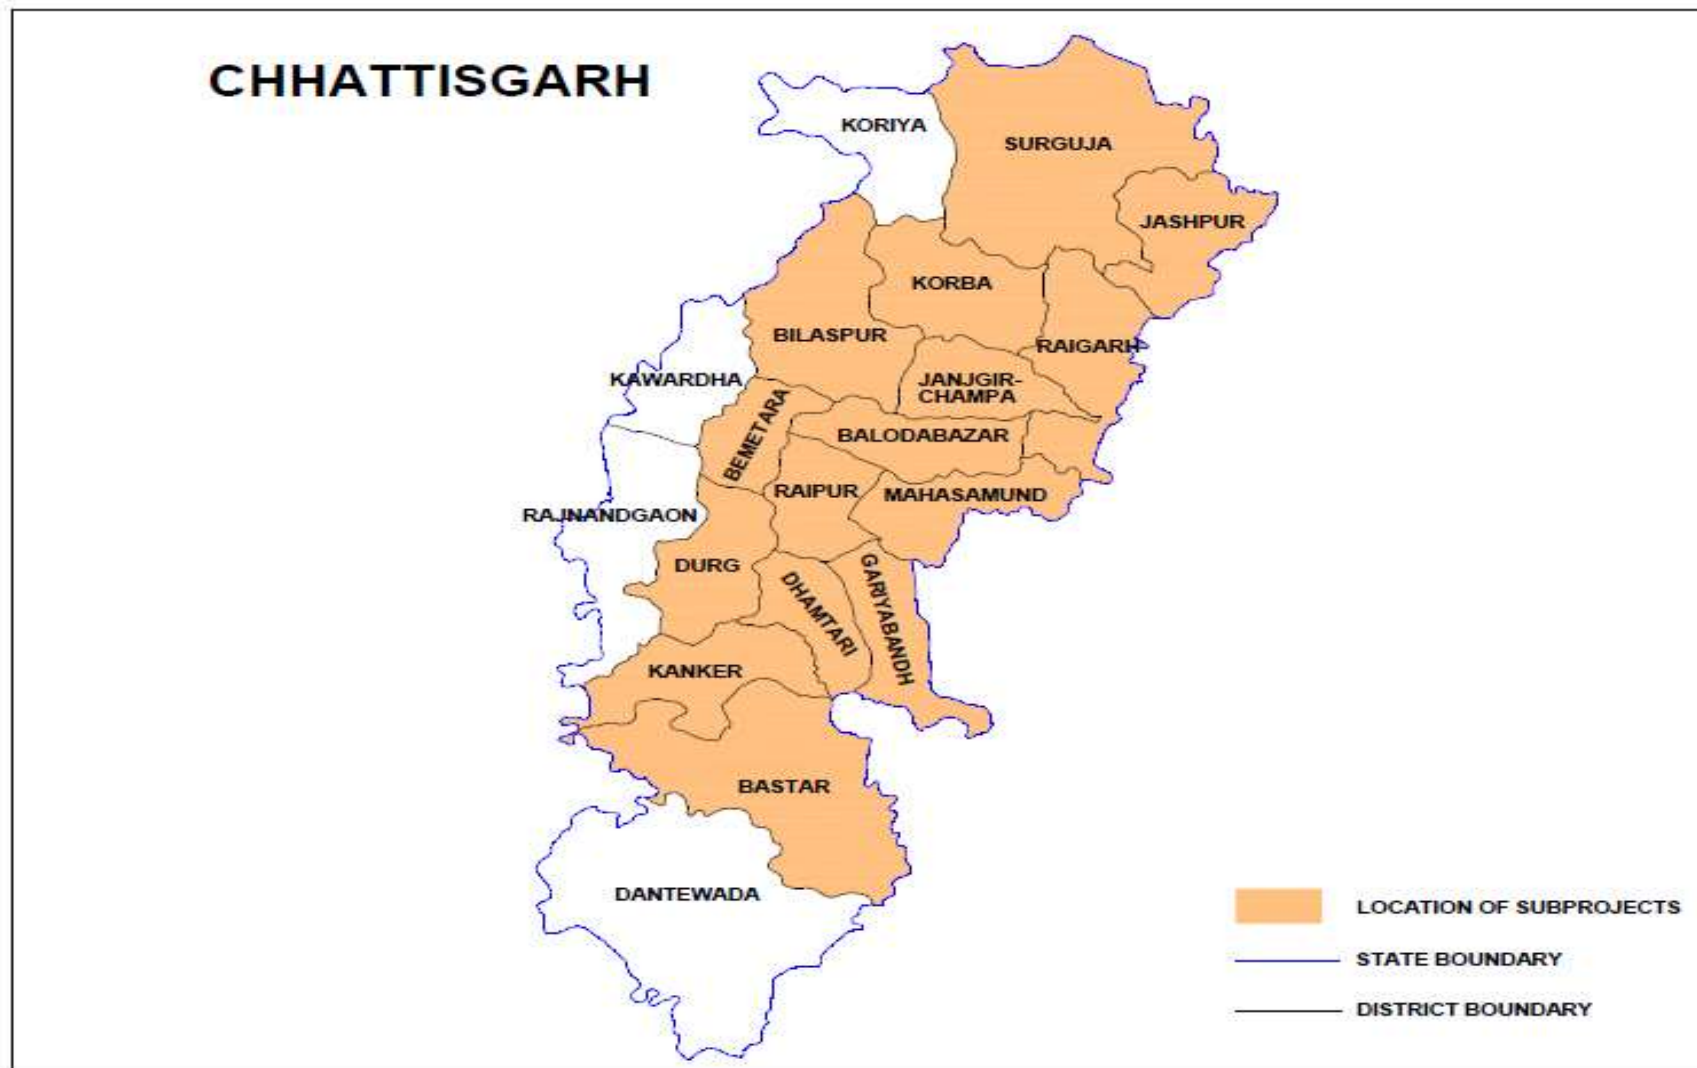 CHHATTISGARH
KORIYA
SURGUJA
JASHPUR
KORBA
BILASPUR
RAIGARH
KAWARDHA
JANJGIR-
CHAMPA
BEMETARA
BALODABAZAR
RAIPUR
MAHASAMUND
RAJNANDGAON
DURG
DHAMTARI
GARIYABANDH
KANKER
BASTAR
DANTEWADA
LOCATION OF SUBPROJECTS
STATE BOUNDARY
DISTRICT BOUNDARY